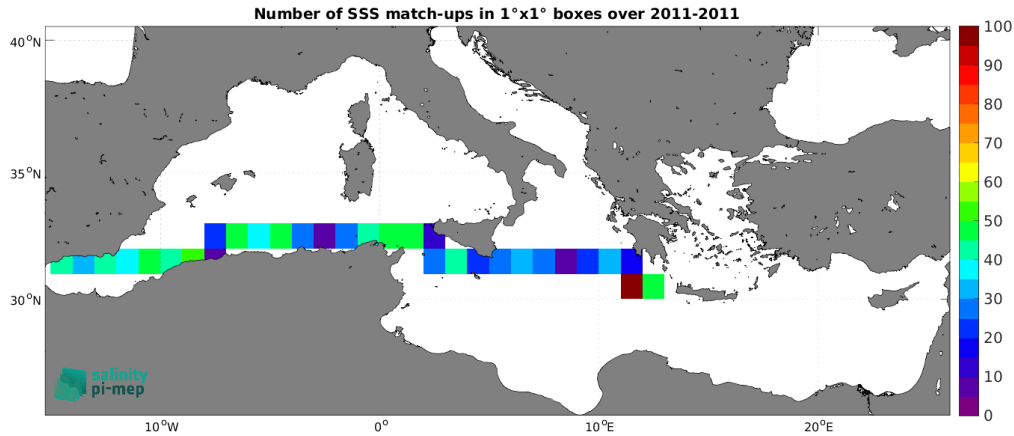 Number of SSS match-ups in 1°x1° boxes over 2011-2011
40°N
35°N
30°N
10°W
0°
10°E
20°E
100
90
80
70
60
50
40
30
20
10
0
salinity
pi-mep